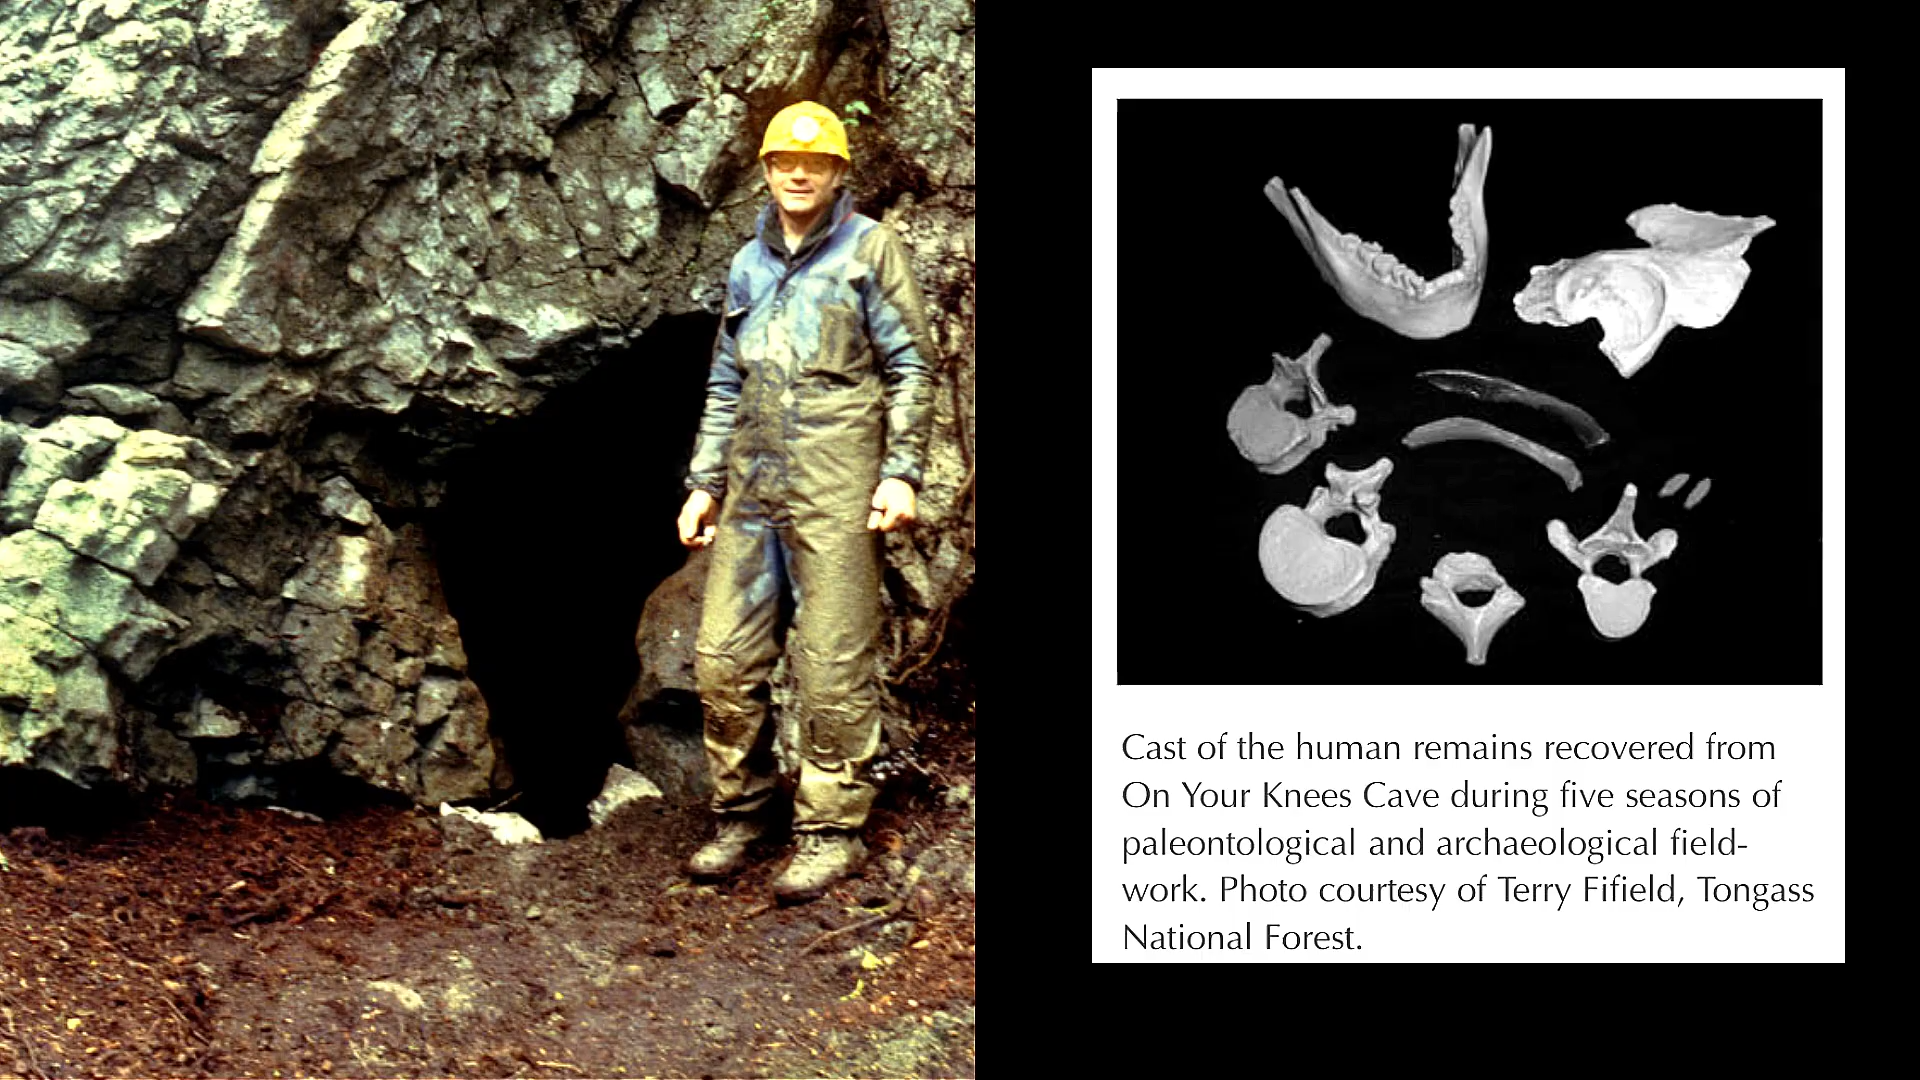 Cast of the human remains recovered from
On Your Knees Cave during five seasons of
paleontological and archaeological field-
work. Photo courtesy of Terry Fifield, Tongass
National Forest.